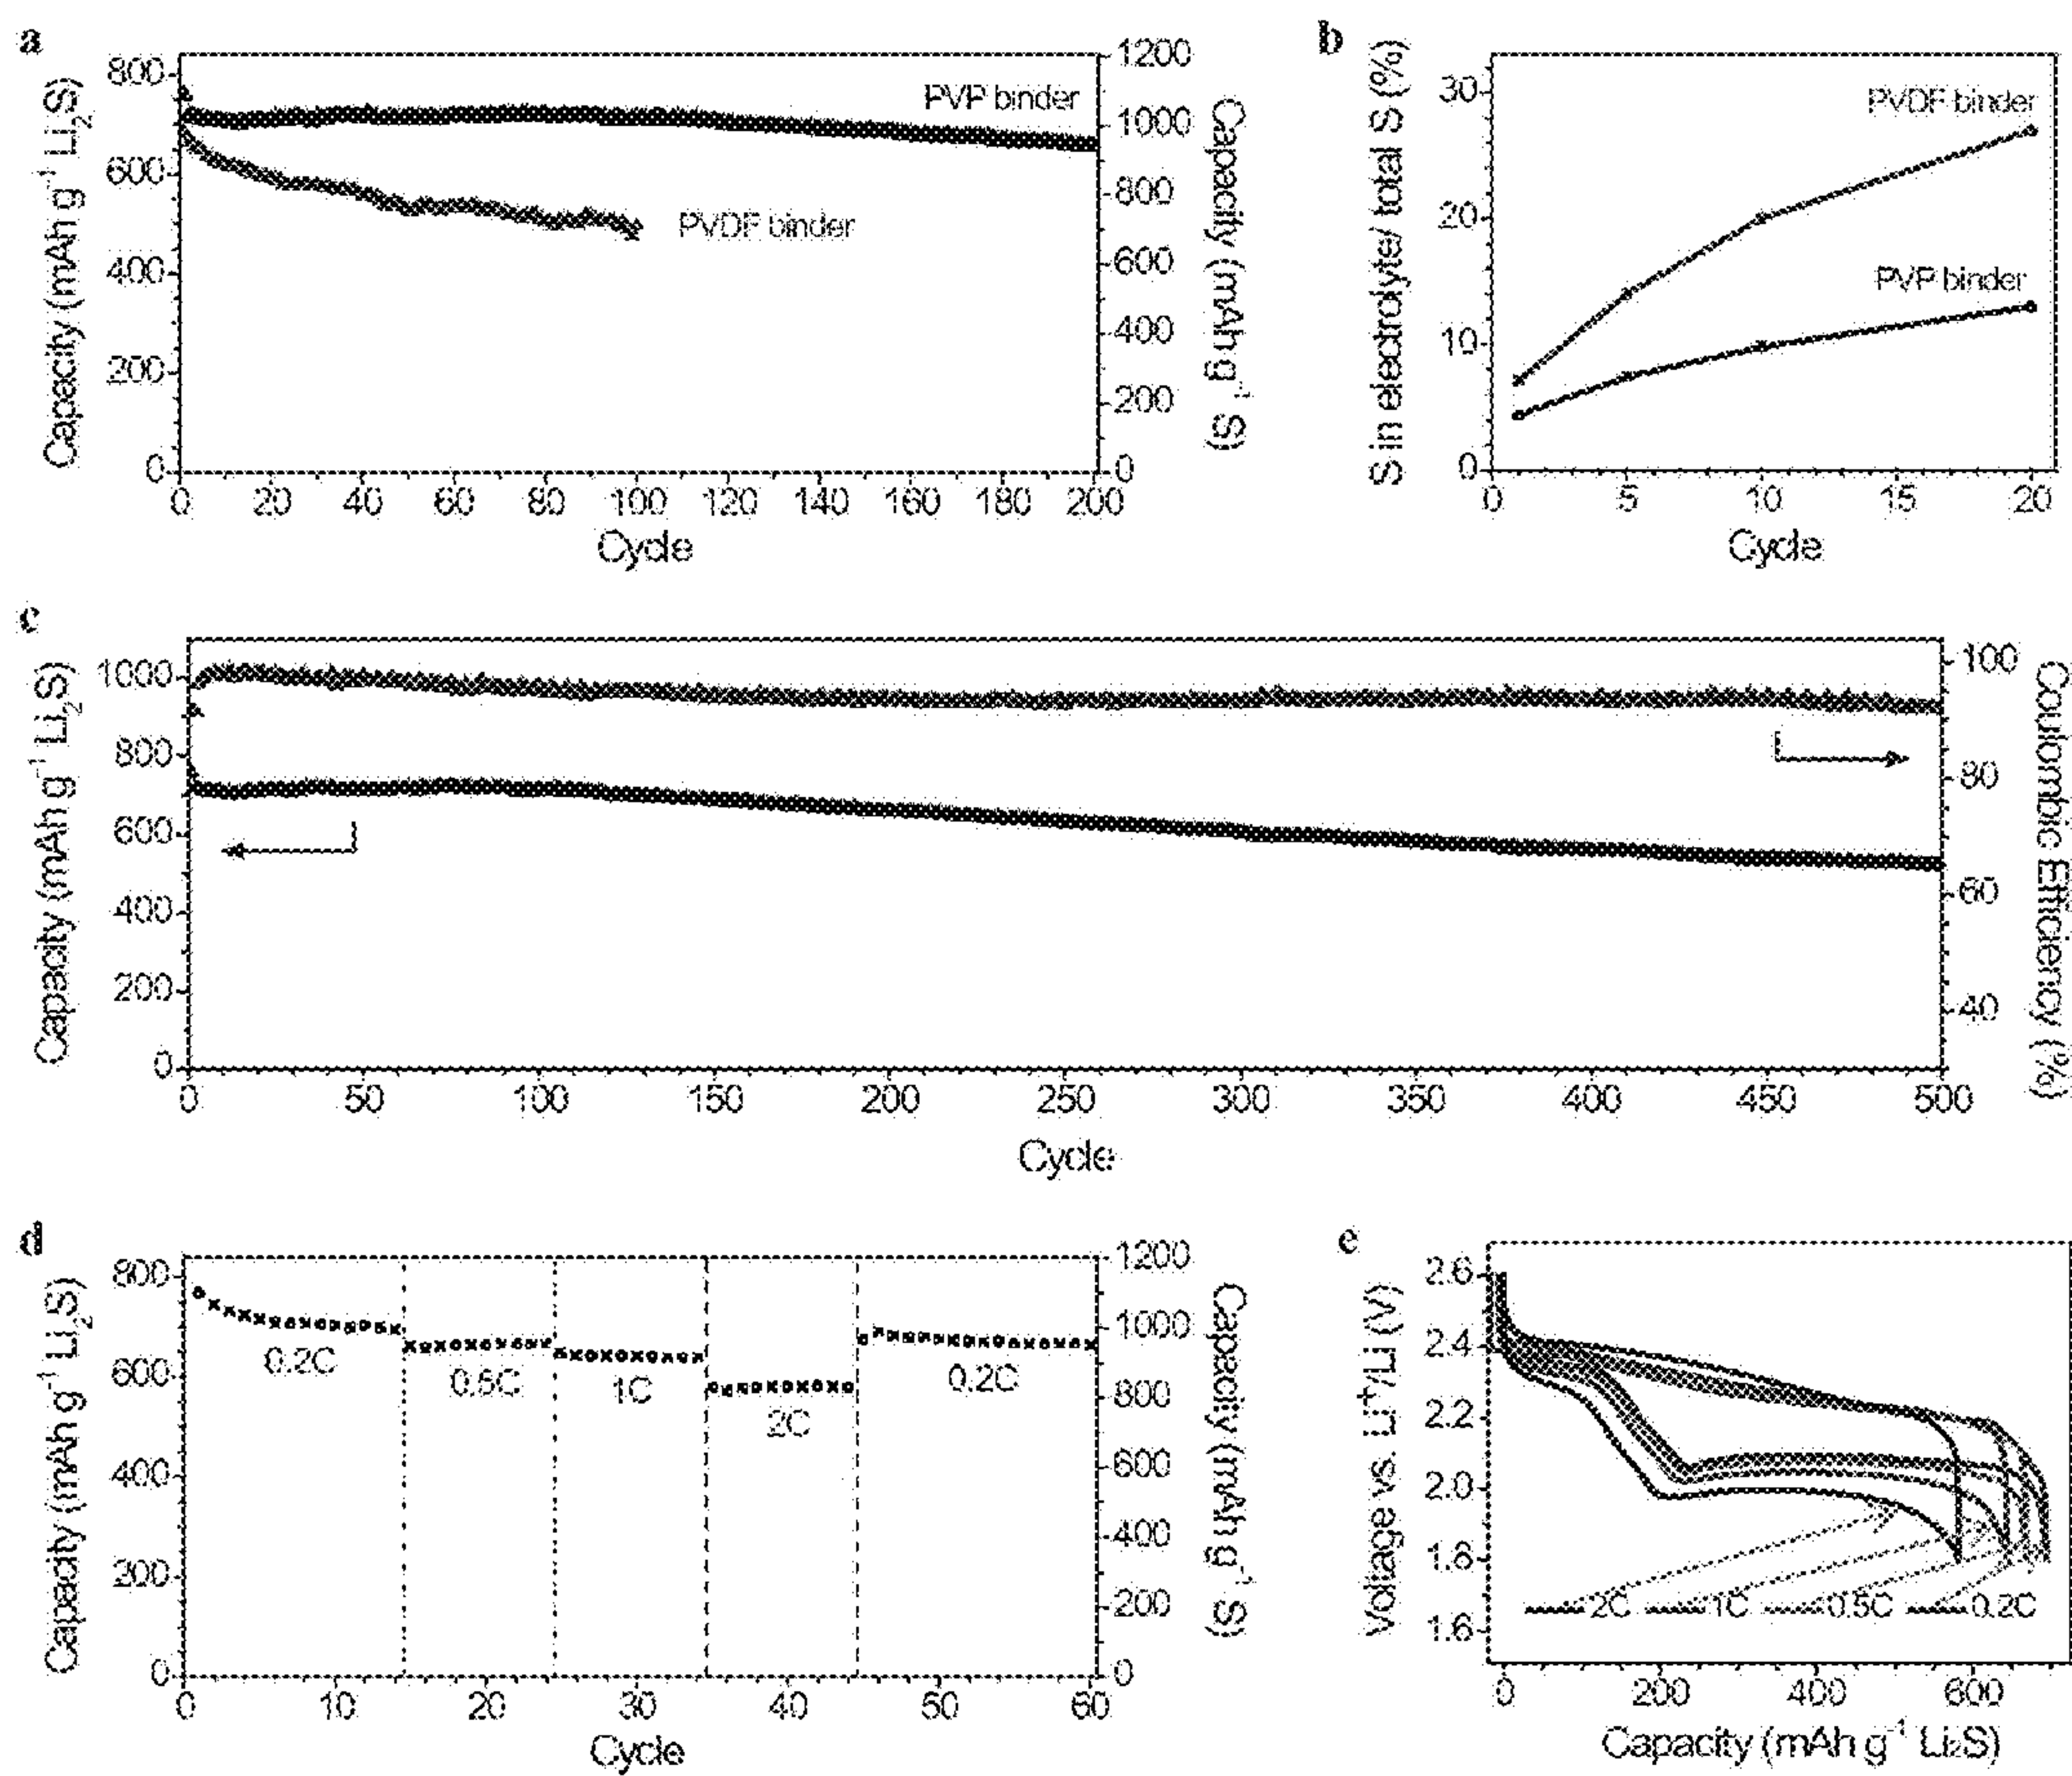 a
Capacity (mAh g⁻¹ Li₂S)
800
600
400
200
0
PVP binder
PVDF binder
1200
1000
800
600
400
200
0
Capacity (mAh g⁻¹ S)
0 20 40 60 80 100 120 140 160 180 200
Cycle
b
S in electrolyte/ total S (%)
30
20
10
0
PVDF binder
PVP binder
0 5 10 15 20
Cycle
c
Capacity (mAh g⁻¹ Li₂S)
1000
800
600
400
200
0
100
80
60
40
Coulombic Efficiency (%)
0 50 100 150 200 250 300 350 400 450 500
Cycle
d
Capacity (mAh g⁻¹ Li₂S)
800
600
400
200
0
0.2C
0.5C
1C
2C
0.2C
1200
1000
800
600
400
200
0
Capacity (mAh g⁻¹ S)
0 10 20 30 40 50 60
Cycle
e
Voltage vs. Li⁺/Li (V)
2.6
2.4
2.2
2.0
1.8
1.6
2C 1C 0.5C 0.2C
0 200 400 600
Capacity (mAh g⁻¹ Li₂S)